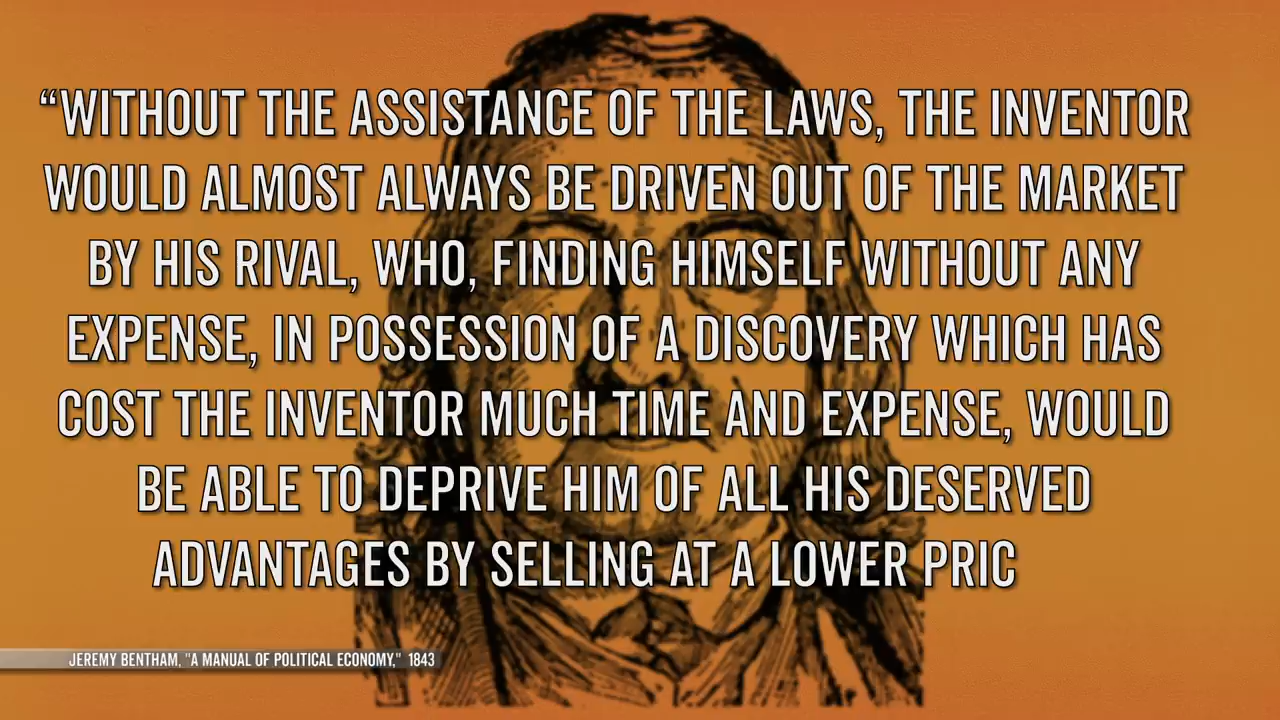 “WITHOUT THE ASSISTANCE OF THE LAWS, THE INVENTOR
WOULD ALMOST ALWAYS BE DRIVEN OUT OF THE MARKET
BY HIS RIVAL, WHO, FINDING HIMSELF WITHOUT ANY
EXPENSE, IN POSSESSION OF A DISCOVERY WHICH HAS
COST THE INVENTOR MUCH TIME AND EXPENSE, WOULD
BE ABLE TO DEPRIVE HIM OF ALL HIS DESERVED
ADVANTAGES BY SELLING AT A LOWER PRIC
JEREMY BENTHAM, "A MANUAL OF POLITICAL ECONOMY," 1843